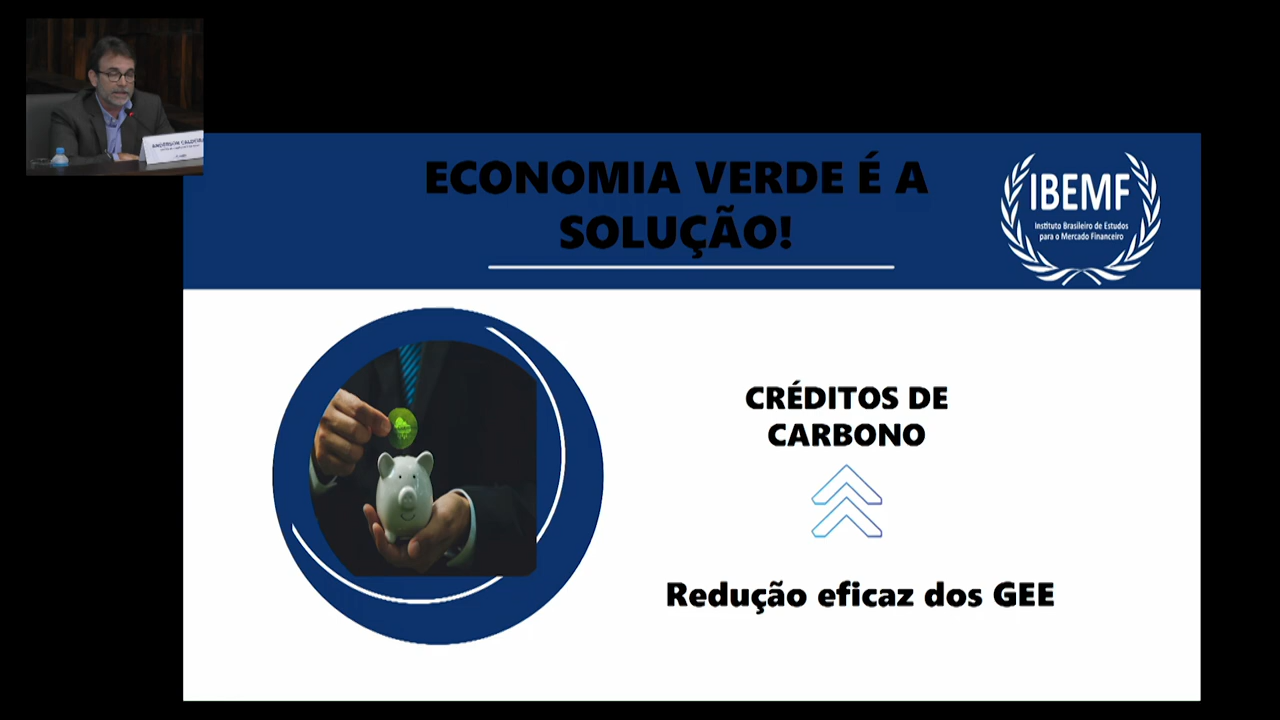 ECONOMIA VERDE É A
SOLUÇÃO!
IBEMF
Instituto Brasileiro de Estudos
para o Mercado Financeiro
CRÉDITOS DE
CARBONO
Redução eficaz dos GEE
ANDERSON